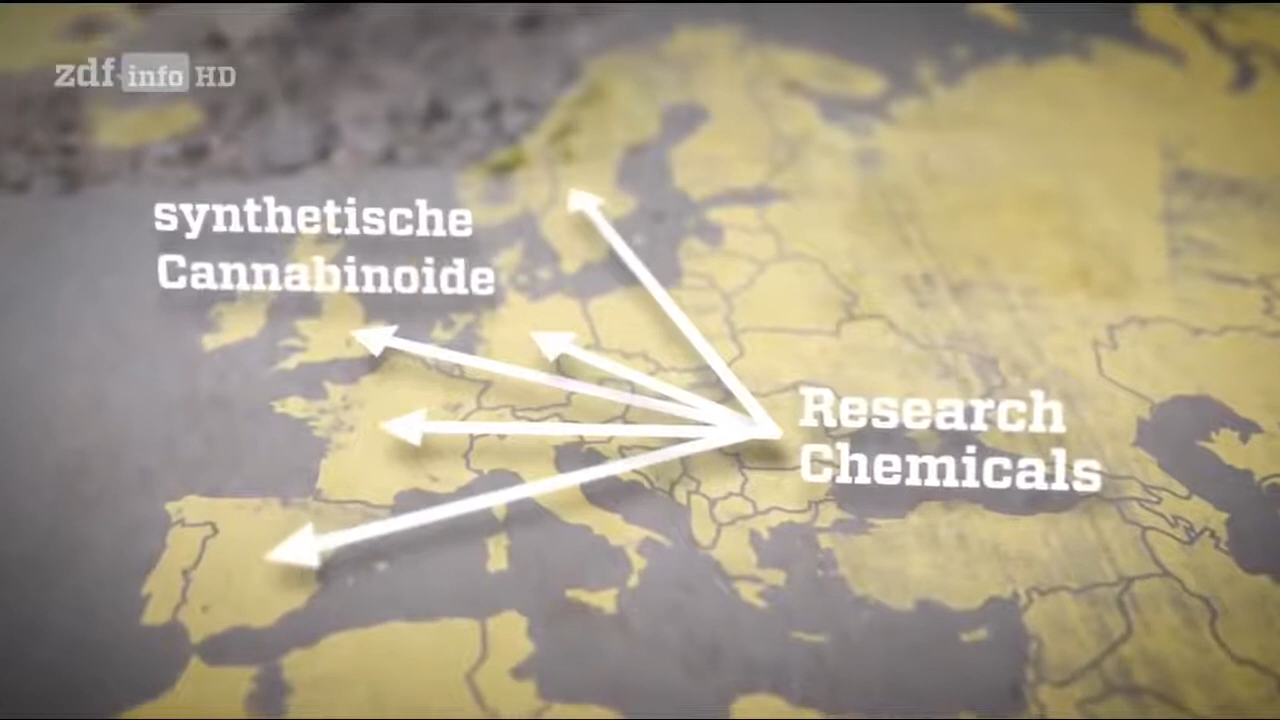 zdf info HD
synthetische
Cannabinoide
Research
Chemicals